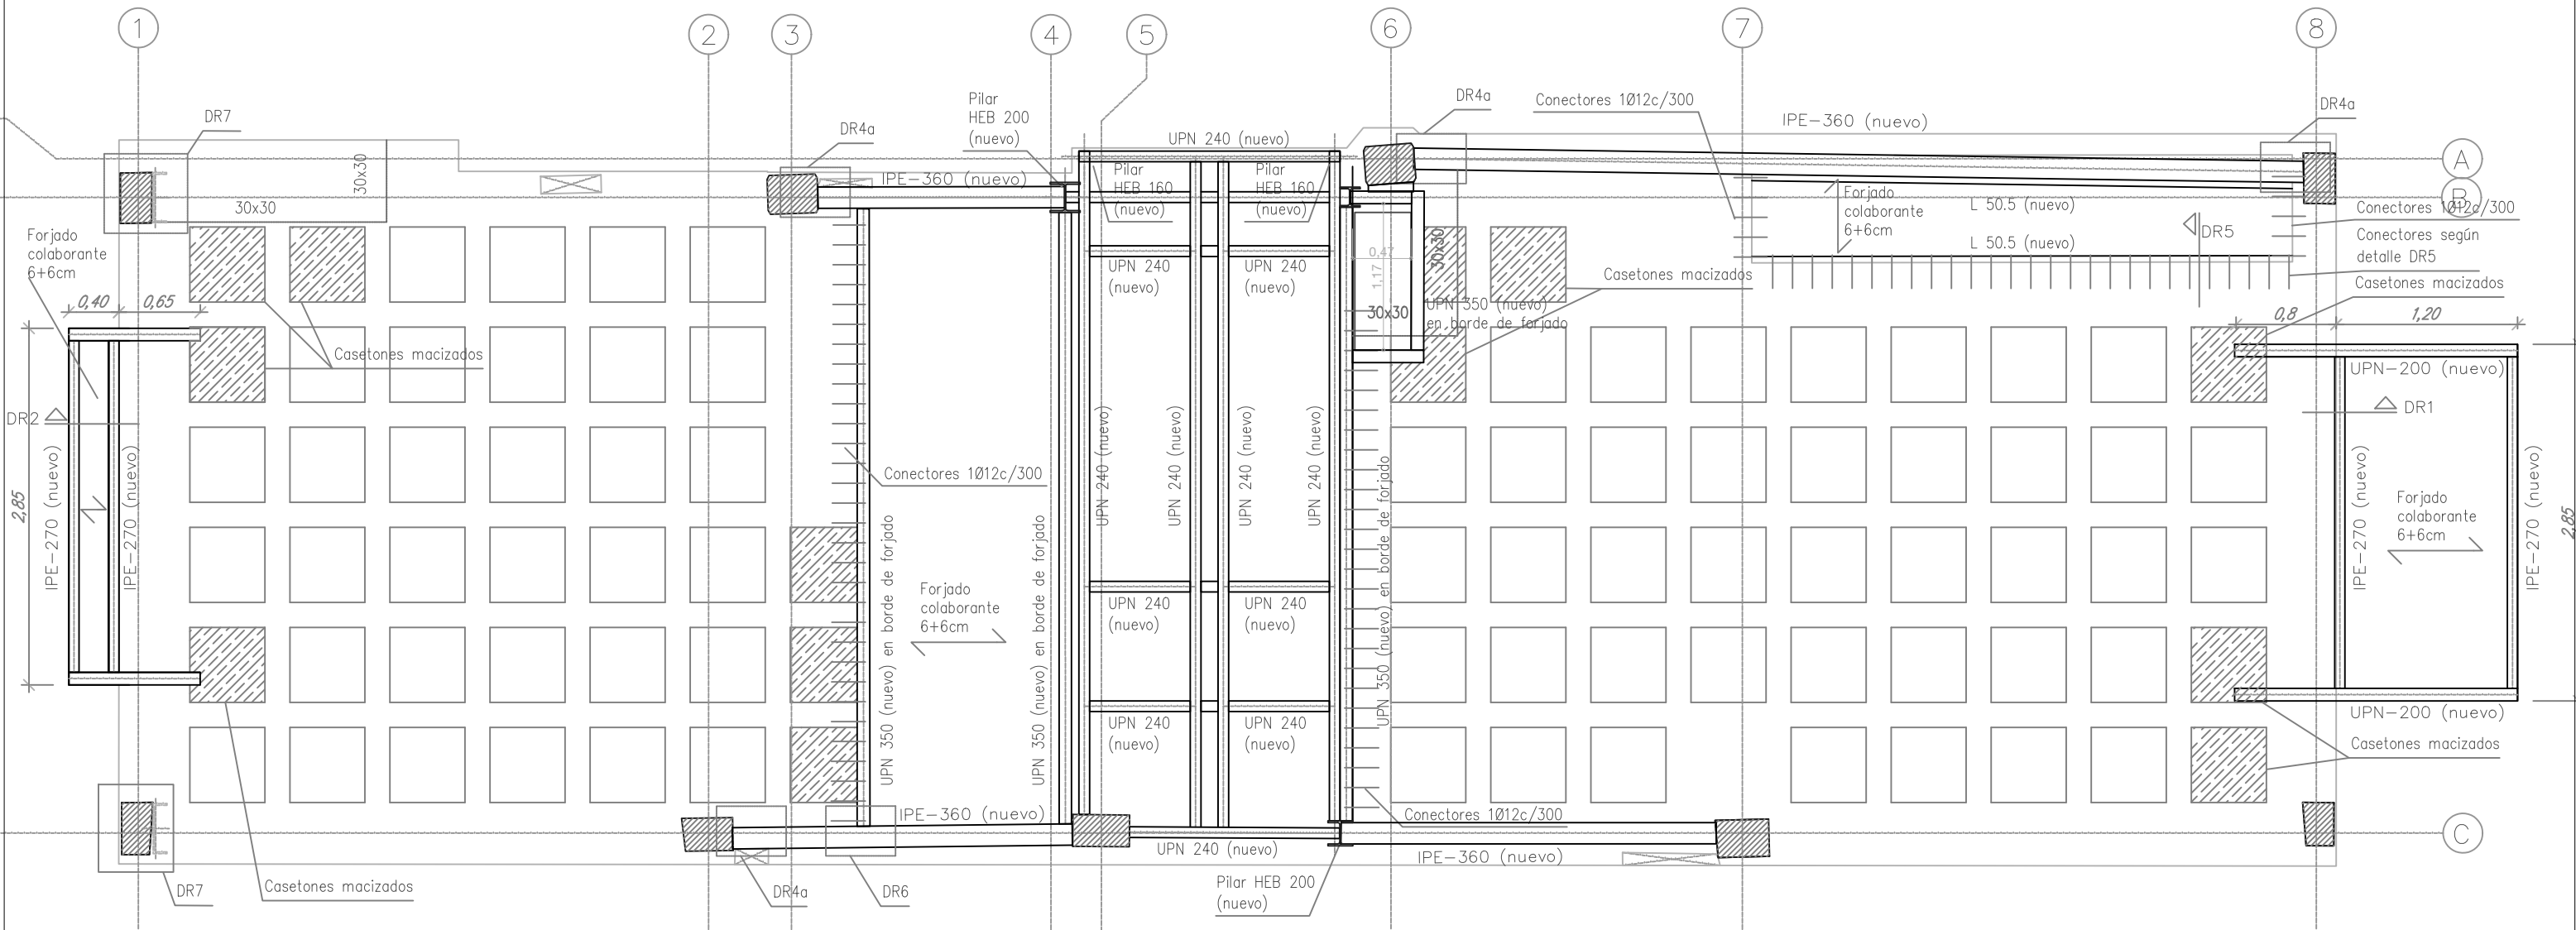 1
2
3
4
5
6
7
8
A
B
C
DR7
30x30
30x30
Forjado
colaborante
6+6cm
0,40
0,65
Casetones macizados
DR2
2,85
IPE-270 (nuevo)
IPE-270 (nuevo)
DR7
Casetones macizados
DR4a
IPE-360 (nuevo)
Pilar
HEB 200
(nuevo)
Conectores 1Ø12c/300
UPN 350 (nuevo) en borde de forjado
Forjado
colaborante
6+6cm
UPN 350 (nuevo) en borde de forjado
IPE-360 (nuevo)
DR4a
DR6
UPN 240 (nuevo)
Pilar
HEB 160
(nuevo)
Pilar
HEB 160
(nuevo)
UPN 240
(nuevo)
UPN 240
(nuevo)
UPN 240 (nuevo)
UPN 240 (nuevo)
UPN 240 (nuevo)
UPN 240 (nuevo)
UPN 240
(nuevo)
UPN 240
(nuevo)
UPN 240
(nuevo)
UPN 240
(nuevo)
UPN 240 (nuevo)
Pilar HEB 200
(nuevo)
DR4a
0,47
1,17
30x30
30x30
UPN 350 (nuevo)
en borde de forjado
UPN 350 (nuevo) en borde de forjado
Conectores 1Ø12c/300
IPE-360 (nuevo)
Conectores 1Ø12c/300
IPE-360 (nuevo)
DR4a
Casetones macizados
Forjado
colaborante
6+6cm
L 50.5 (nuevo)
L 50.5 (nuevo)
DR5
Conectores 1Ø12c/300
Conectores según
detalle DR5
Casetones macizados
0,8
1,20
UPN-200 (nuevo)
DR1
IPE-270 (nuevo)
Forjado
colaborante
6+6cm
IPE-270 (nuevo)
2,85
UPN-200 (nuevo)
Casetones macizados